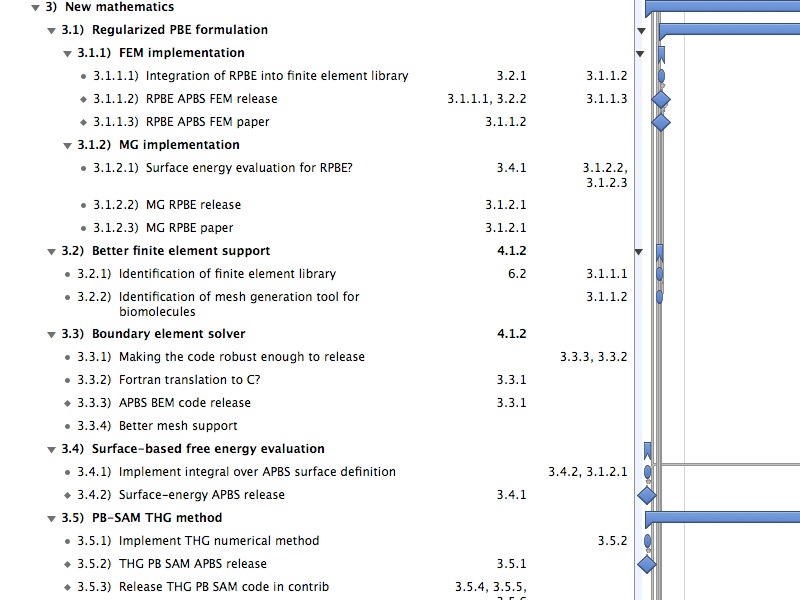 3) New mathematics
3.1) Regularized PBE formulation
3.1.1) FEM implementation
3.1.1.1) Integration of RPBE into finite element library 3.2.1 3.1.1.2
3.1.1.2) RPBE APBS FEM release 3.1.1.1, 3.2.2 3.1.1.3
3.1.1.3) RPBE APBS FEM paper 3.1.1.2
3.1.2) MG implementation
3.1.2.1) Surface energy evaluation for RPBE? 3.4.1 3.1.2.2,
3.1.2.3
3.1.2.2) MG RPBE release 3.1.2.1
3.1.2.3) MG RPBE paper 3.1.2.1
3.2) Better finite element support 4.1.2
3.2.1) Identification of finite element library 6.2 3.1.1.1
3.2.2) Identification of mesh generation tool for 3.1.1.2
biomolecules
3.3) Boundary element solver 4.1.2
3.3.1) Making the code robust enough to release 3.3.3, 3.3.2
3.3.2) Fortran translation to C? 3.3.1
3.3.3) APBS BEM code release 3.3.1
3.3.4) Better mesh support
3.4) Surface-based free energy evaluation
3.4.1) Implement integral over APBS surface definition 3.4.2, 3.1.2.1
3.4.2) Surface-energy APBS release 3.4.1
3.5) PB-SAM THG method
3.5.1) Implement THG numerical method 3.5.2
3.5.2) THG PB SAM APBS release 3.5.1
3.5.3) Release THG PB SAM code in contrib 3.5.4, 3.5.5,